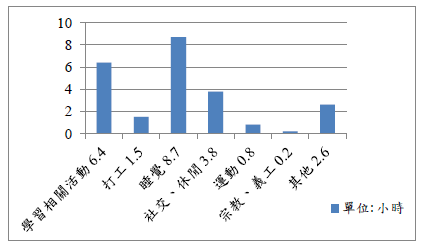 10
8
6
4
2
0
學習相關活動 6.4
打工 1.5
睡覺 8.7
社交、休閒 3.8
運動 0.8
宗教、義工 0.2
其他 2.6
單位:小時